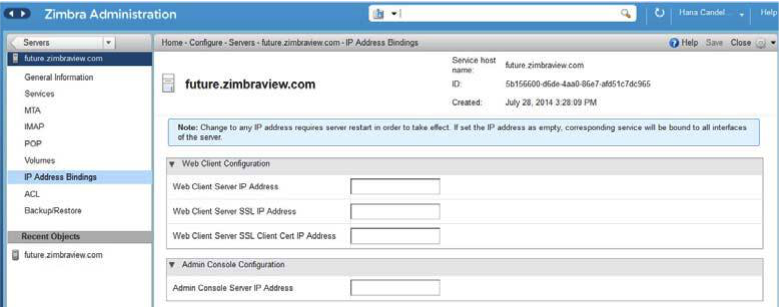 Zimbra Administration
Hana Candel...
Help
Servers
Home - Configure - Servers - future.zimbraview.com - IP Address Bindings
Help Save Close
future.zimbraview.com
General Information
Services
MTA
IMAP
POP
Volumes
IP Address Bindings
ACL
Backup/Restore
Recent Objects
future.zimbraview.com
future.zimbraview.com
Service host name: future.zimbraview.com
ID: 5b156600-d6de-4aa0-86e7-afd51c7dc965
Created: July 28, 2014 3:28:09 PM
Note: Change to any IP address requires server restart in order to take effect. If set the IP address as empty, corresponding service will be bound to all interfaces
of the server.
Web Client Configuration
Web Client Server IP Address
Web Client Server SSL IP Address
Web Client Server SSL Client Cert IP Address
Admin Console Configuration
Admin Console Server IP Address